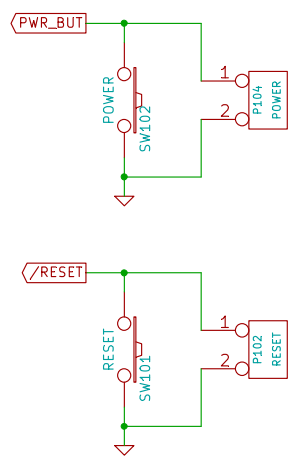 PWR_BUT
1
POWER
SW102
2
P104
POWER
/RESET
1
RESET
SW101
2
P102
RESET